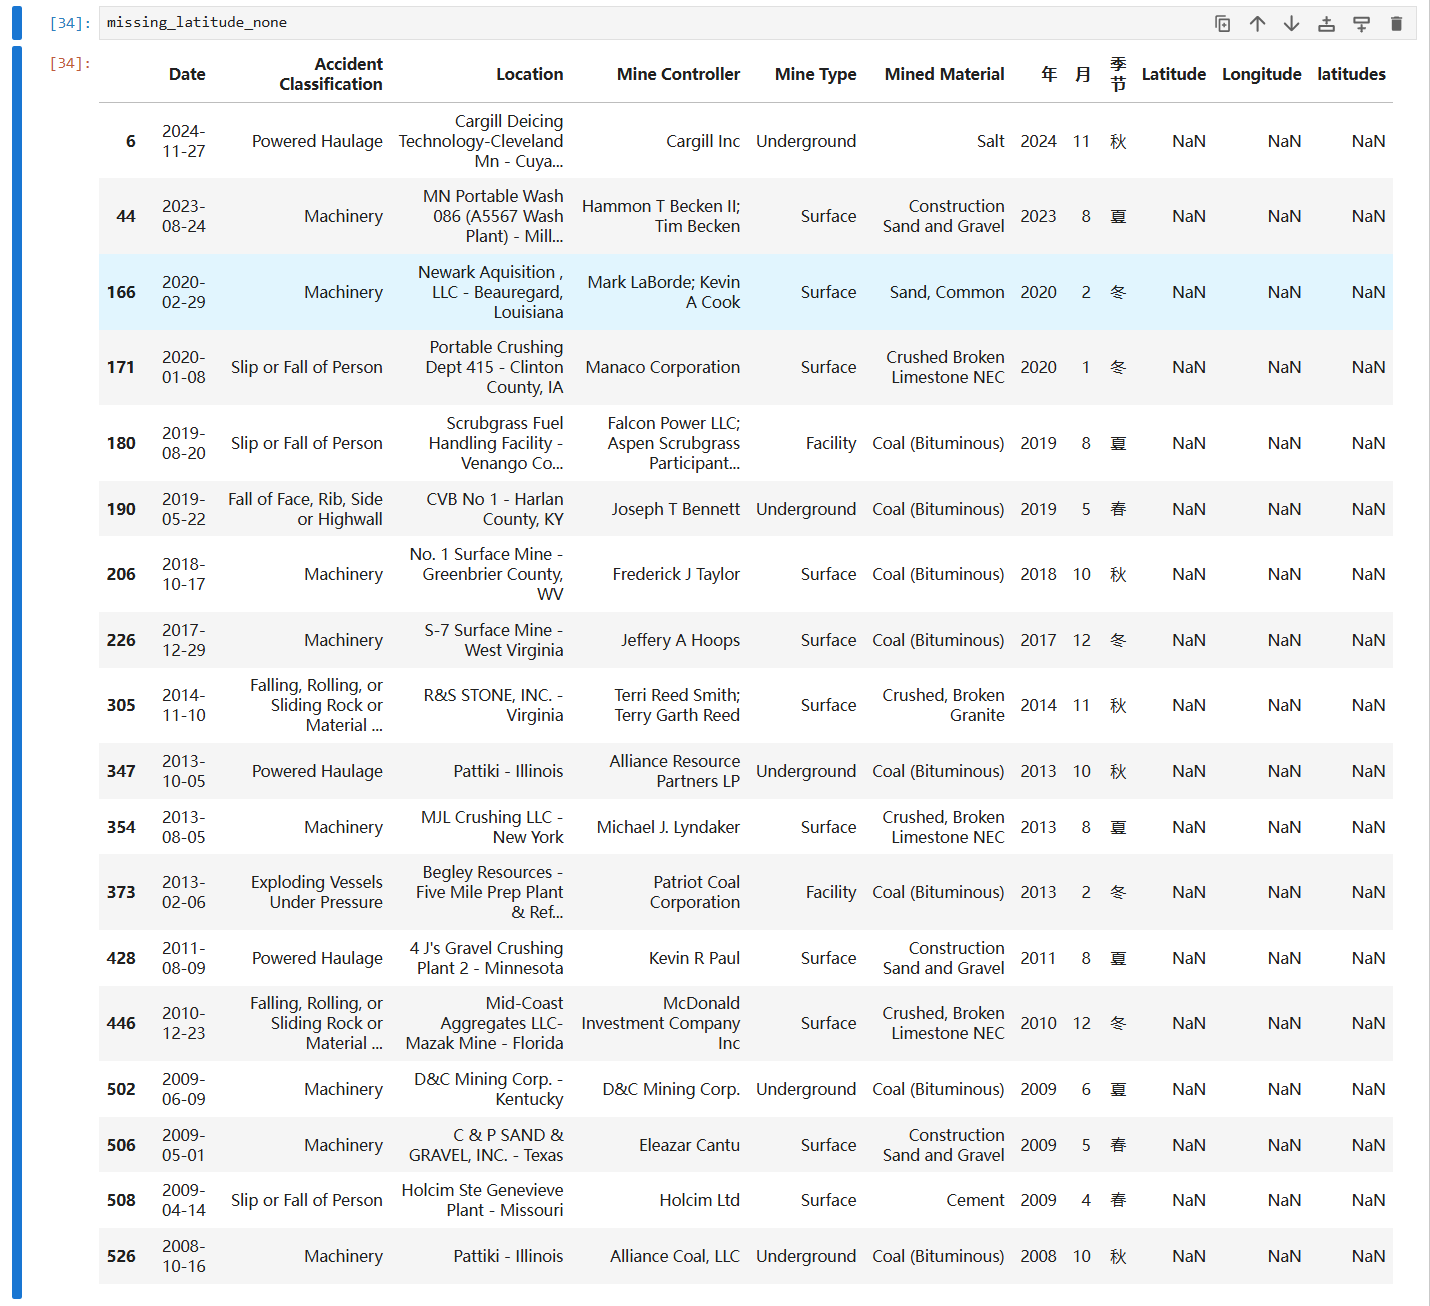 [34]:
missing_latitude_none
[34]:
Date Accident Classification Location Mine Controller Mine Type Mined Material 年 月 季节 Latitude Longitude latitudes
6 2024-11-27 Powered Haulage Cargill Deicing Technology-Cleveland Mn - Cuya... Cargill Inc Underground Salt 2024 11 秋 NaN NaN NaN
44 2023-08-24 Machinery MN Portable Wash 086 (A5567 Wash Plant) - Mill... Hammon T Becken II; Tim Becken Surface Construction Sand and Gravel 2023 8 夏 NaN NaN NaN
166 2020-02-29 Machinery Newark Aquisition , LLC - Beauregard, Louisiana Mark LaBorde; Kevin A Cook Surface Sand, Common 2020 2 冬 NaN NaN NaN
171 2020-01-08 Slip or Fall of Person Portable Crushing Dept 415 - Clinton County, IA Manaco Corporation Surface Crushed Broken Limestone NEC 2020 1 冬 NaN NaN NaN
180 2019-08-20 Slip or Fall of Person Scrubgrass Fuel Handling Facility - Venango Co... Falcon Power LLC; Aspen Scrubgrass Participant... Facility Coal (Bituminous) 2019 8 夏 NaN NaN NaN
190 2019-05-22 Fall of Face, Rib, Side or Highwall CVB No 1 - Harlan County, KY Joseph T Bennett Underground Coal (Bituminous) 2019 5 春 NaN NaN NaN
206 2018-10-17 Machinery No. 1 Surface Mine - Greenbrier County, WV Frederick J Taylor Surface Coal (Bituminous) 2018 10 秋 NaN NaN NaN
226 2017-12-29 Machinery S-7 Surface Mine - West Virginia Jeffery A Hoops Surface Coal (Bituminous) 2017 12 冬 NaN NaN NaN
305 2014-11-10 Falling, Rolling, or Sliding Rock or Material ... R&S STONE, INC. - Virginia Terri Reed Smith; Terry Garth Reed Surface Crushed, Broken Granite 2014 11 秋 NaN NaN NaN
347 2013-10-05 Powered Haulage Pattiki - Illinois Alliance Resource Partners LP Underground Coal (Bituminous) 2013 10 秋 NaN NaN NaN
354 2013-08-05 Machinery MJL Crushing LLC - New York Michael J. Lyndaker Surface Crushed, Broken Limestone NEC 2013 8 夏 NaN NaN NaN
373 2013-02-06 Exploding Vessels Under Pressure Begley Resources - Five Mile Prep Plant & Ref... Patriot Coal Corporation Facility Coal (Bituminous) 2013 2 冬 NaN NaN NaN
428 2011-08-09 Powered Haulage 4 J's Gravel Crushing Plant 2 - Minnesota Kevin R Paul Surface Construction Sand and Gravel 2011 8 夏 NaN NaN NaN
446 2010-12-23 Falling, Rolling, or Sliding Rock or Material ... Mid-Coast Aggregates LLC-Mazak Mine - Florida McDonald Investment Company Inc Surface Crushed, Broken Limestone NEC 2010 12 冬 NaN NaN NaN
502 2009-06-09 Machinery D&C Mining Corp. - Kentucky D&C Mining Corp. Underground Coal (Bituminous) 2009 6 夏 NaN NaN NaN
506 2009-05-01 Machinery C & P SAND & GRAVEL, INC. - Texas Eleazar Cantu Surface Construction Sand and Gravel 2009 5 春 NaN NaN NaN
508 2009-04-14 Slip or Fall of Person Holcim Ste Genevieve Plant - Missouri Holcim Ltd Surface Cement 2009 4 春 NaN NaN NaN
526 2008-10-16 Machinery Pattiki - Illinois Alliance Coal, LLC Underground Coal (Bituminous) 2008 10 秋 NaN NaN NaN